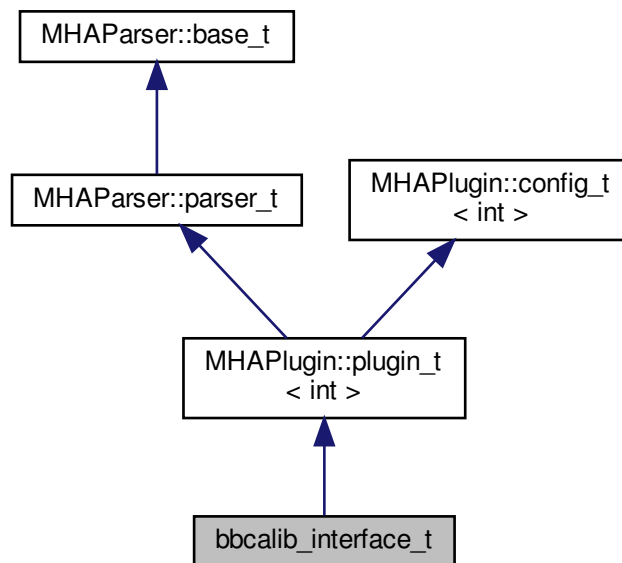 MHAParser::base_t
MHAParser::parser_t
MHAPlugin::config_t
< int >
MHAPlugin::plugin_t
< int >
bbcalib_interface_t